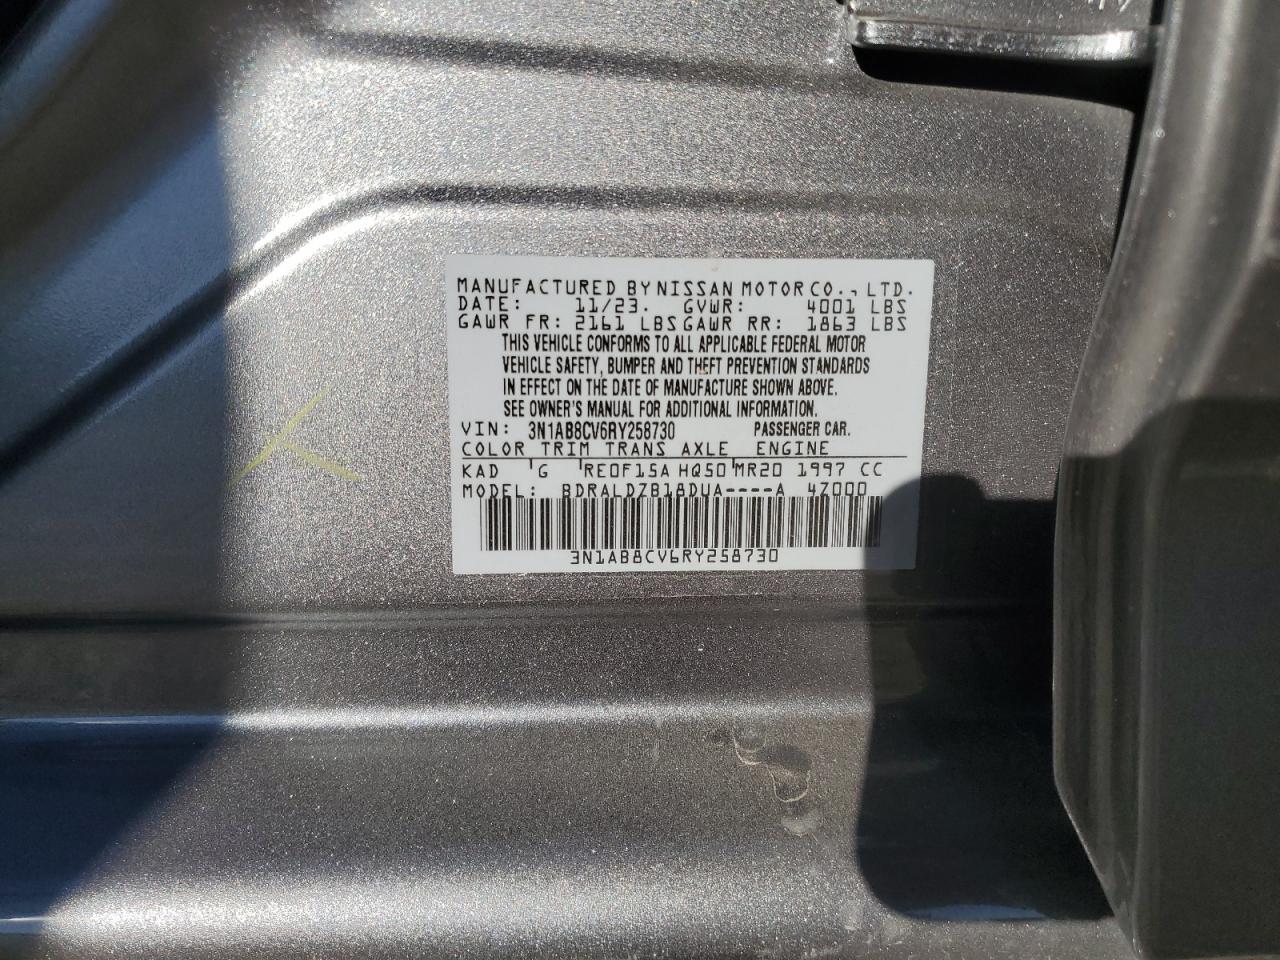 MANUFACTURED BY NISSAN MOTOR CO., LTD.
DATE: 11/23. GVWR: 4001 LBS
GAWR FR: 2161 LBS GAWR RR: 1863 LBS
THIS VEHICLE CONFORMS TO ALL APPLICABLE FEDERAL MOTOR
VEHICLE SAFETY, BUMPER AND THEFT PREVENTION STANDARDS
IN EFFECT ON THE DATE OF MANUFACTURE SHOWN ABOVE.
SEE OWNER'S MANUAL FOR ADDITIONAL INFORMATION.
VIN: 3N1AB8CV6RY258730 PASSENGER CAR.
COLOR TRIM TRANS AXLE ENGINE
KAD G RE0F15A HQ50 MR20 1997 CC
MODEL: BDRALDZB18DUA----A 47000
3N1AB8CV6RY258730